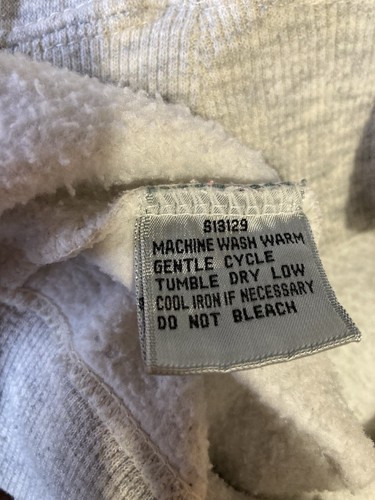 S13129
MACHINE WASH WARM
GENTLE CYCLE
TUMBLE DRY LOW
COOL IRON IF NECESSARY
DO NOT BLEACH